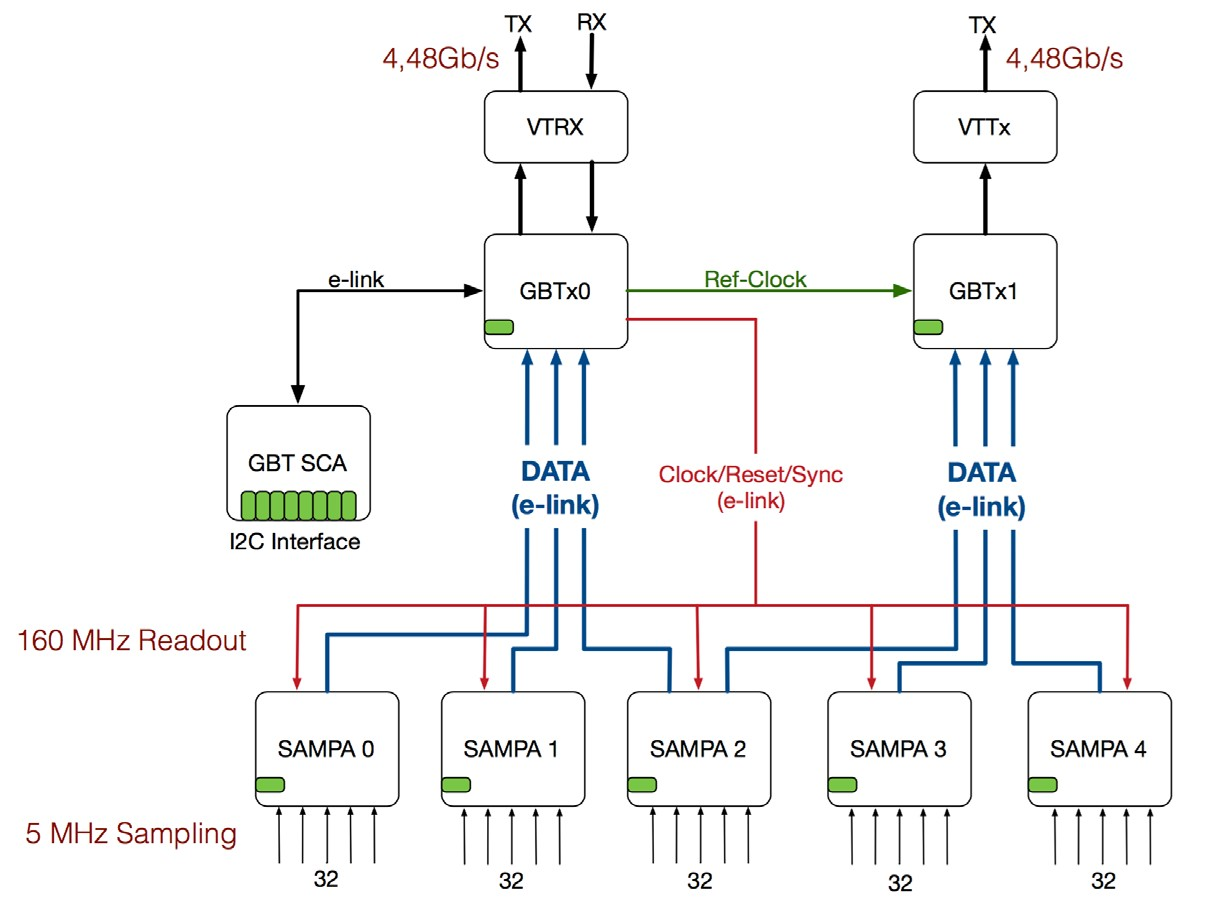 TX
RX
TX
4,48Gb/s
4,48Gb/s
VTRX
VTTx
e-link
GBTx0
Ref-Clock
GBTx1
GBT SCA
I2C Interface
DATA
(e-link)
Clock/Reset/Sync
(e-link)
DATA
(e-link)
160 MHz Readout
SAMPA 0
SAMPA 1
SAMPA 2
SAMPA 3
SAMPA 4
5 MHz Sampling
32
32
32
32
32